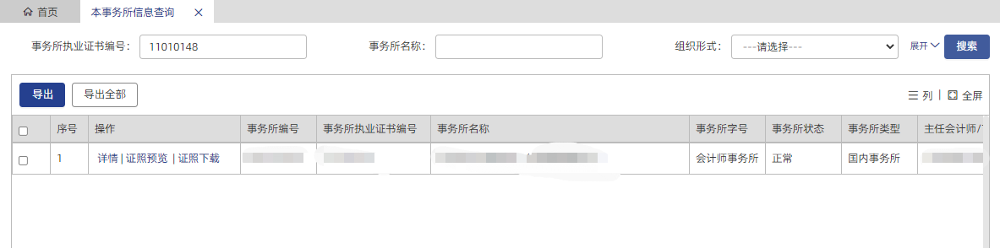 首页 本事务所信息查询
事务所执业证书编号： 11010148 事务所名称： 组织形式： ---请选择--- 展开 搜索
导出 导出全部 列 | 全屏
序号 操作 事务所编号 事务所执业证书编号 事务所名称 事务所字号 事务所状态 事务所类型 主任会计师/
1 详情 | 证照预览 | 证照下载 会计师事务所 正常 国内事务所